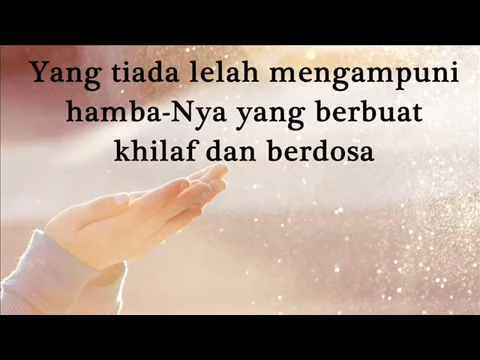 Yang tiada lelah mengampuni
hamba-Nya yang berbuat
khilaf dan berdosa